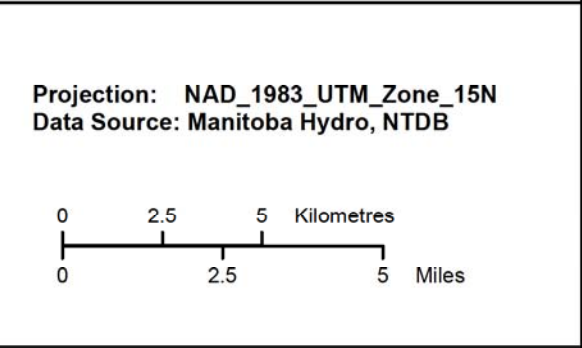 Projection: NAD_1983_UTM_Zone_15N
Data Source: Manitoba Hydro, NTDB
0 2.5 5 Kilometres
0 2.5 5 Miles